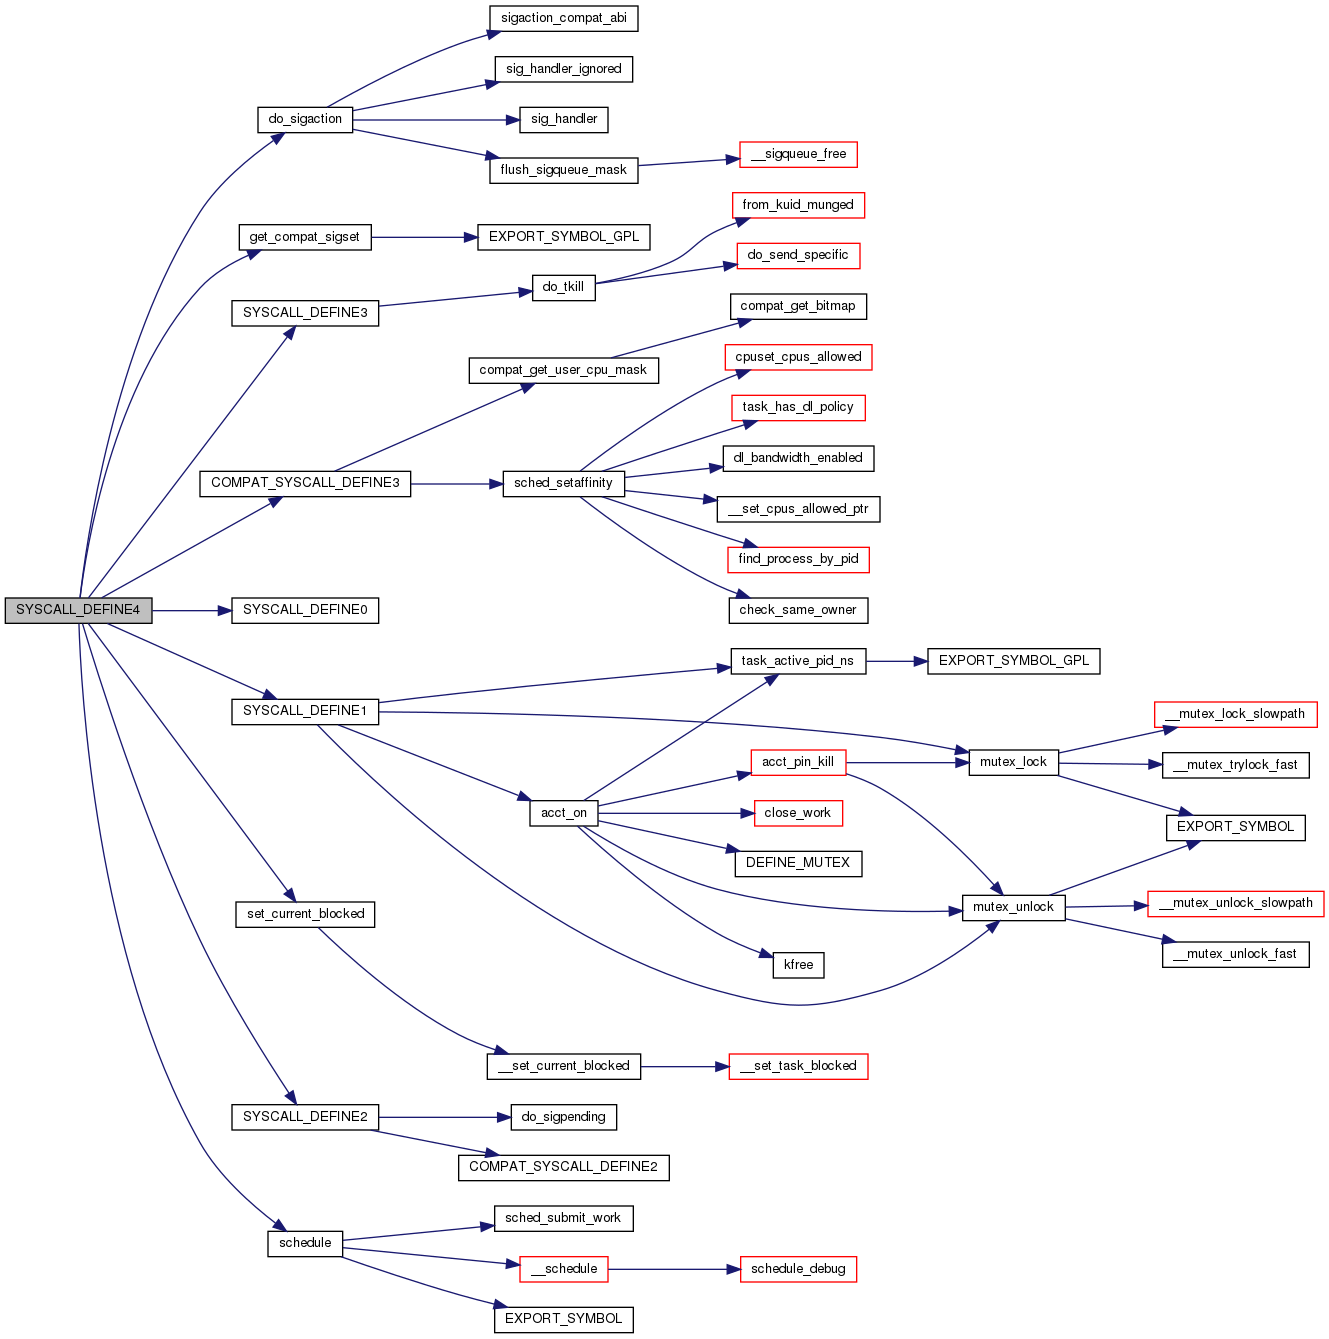 sigaction_compat_abi
sig_handler_ignored
do_sigaction
sig_handler
__sigqueue_free
flush_sigqueue_mask
from_kuid_munged
get_compat_sigset
EXPORT_SYMBOL_GPL
do_send_specific
do_tkill
compat_get_bitmap
SYSCALL_DEFINE3
cpuset_cpus_allowed
compat_get_user_cpu_mask
task_has_dl_policy
dl_bandwidth_enabled
COMPAT_SYSCALL_DEFINE3
sched_setaffinity
__set_cpus_allowed_ptr
find_process_by_pid
SYSCALL_DEFINE4
SYSCALL_DEFINE0
check_same_owner
task_active_pid_ns
EXPORT_SYMBOL_GPL
SYSCALL_DEFINE1
__mutex_lock_slowpath
acct_pin_kill
mutex_lock
__mutex_trylock_fast
acct_on
close_work
EXPORT_SYMBOL
DEFINE_MUTEX
set_current_blocked
mutex_unlock
__mutex_unlock_slowpath
kfree
__mutex_unlock_fast
__set_current_blocked
__set_task_blocked
SYSCALL_DEFINE2
do_sigpending
COMPAT_SYSCALL_DEFINE2
sched_submit_work
schedule
__schedule
schedule_debug
EXPORT_SYMBOL